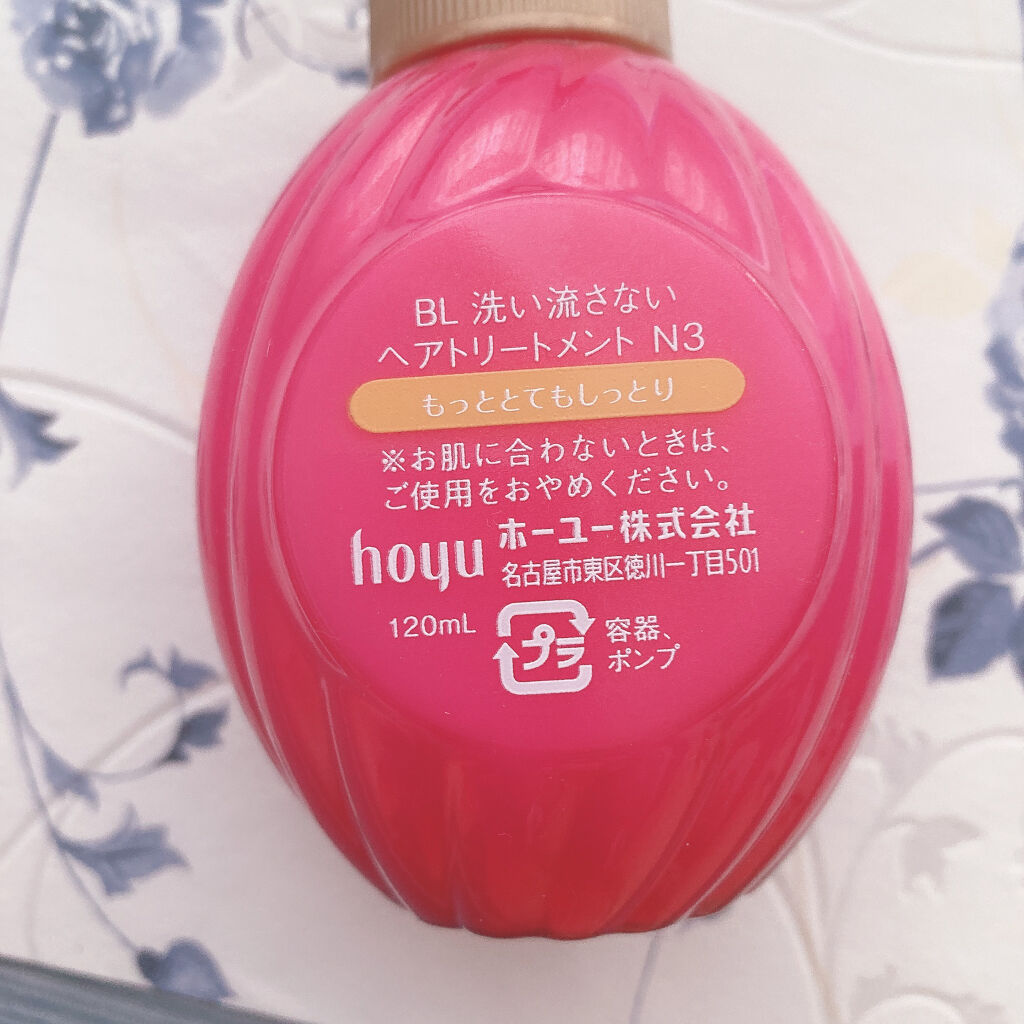 BL 洗い流さない
ヘアトリートメント N3
もっととてもしっとり
※お肌に合わないときは、
ご使用をおやめください。
hoyu ホーユー株式会社
名古屋市東区徳川一丁目501
120mL プラ 容器、
ポンプ